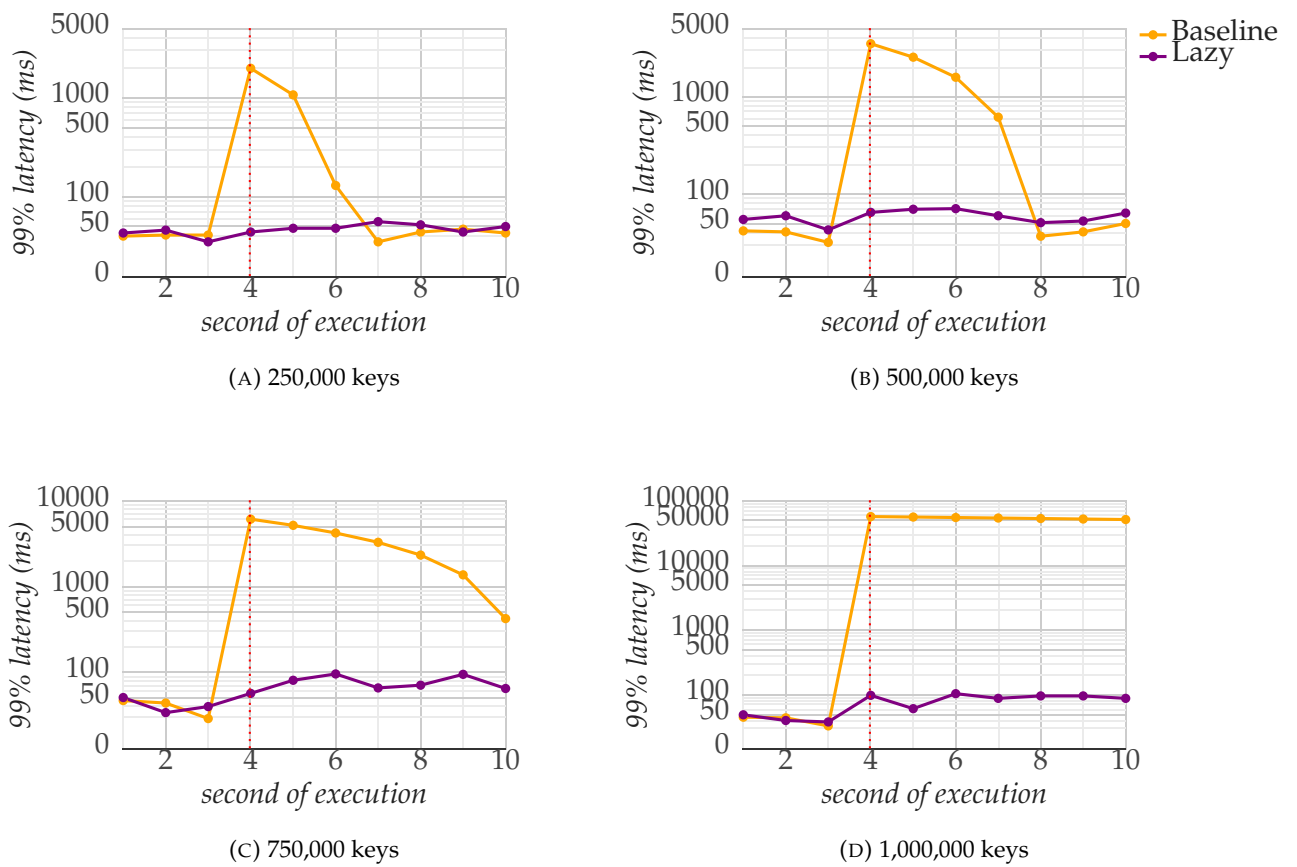 99% latency (ms)
5000
1000
500
100
50
0
2 4 6 8 10
second of execution
(A) 250,000 keys
99% latency (ms)
5000
1000
500
100
50
0
2 4 6 8 10
second of execution
(B) 500,000 keys
Baseline
Lazy
99% latency (ms)
10000
5000
1000
500
100
50
0
2 4 6 8 10
second of execution
(C) 750,000 keys
99% latency (ms)
100000
50000
10000
5000
1000
500
100
50
0
2 4 6 8 10
second of execution
(D) 1,000,000 keys